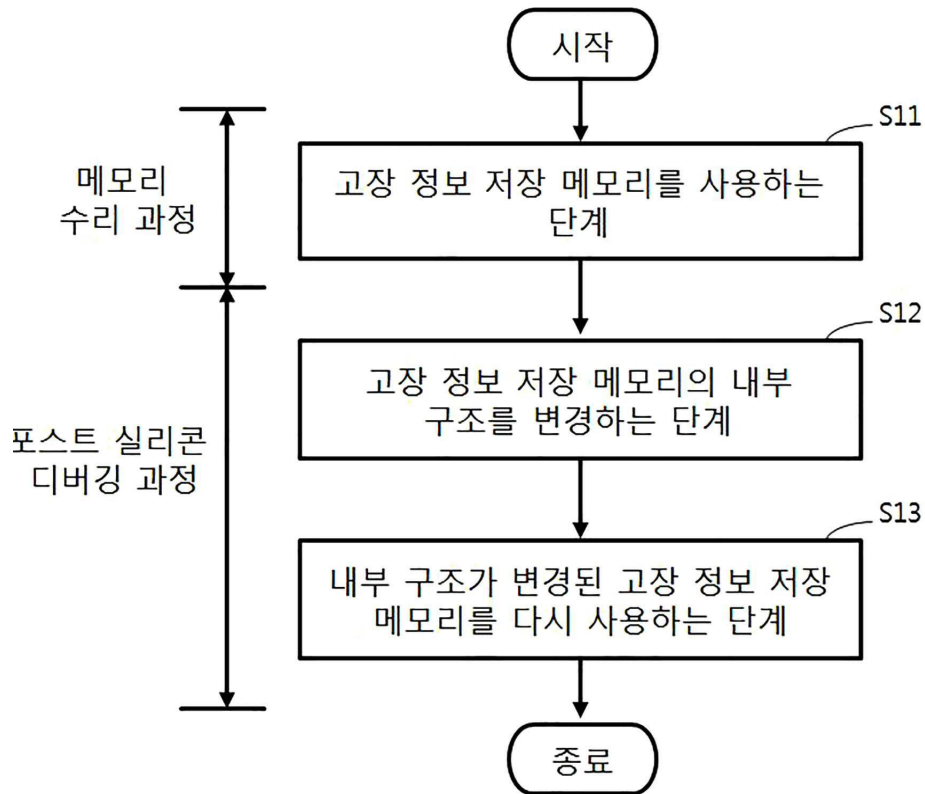 시작
S11
메모리
수리 과정
고장 정보 저장 메모리를 사용하는
단계
S12
고장 정보 저장 메모리의 내부
구조를 변경하는 단계
포스트 실리콘
디버깅 과정
S13
내부 구조가 변경된 고장 정보 저장
메모리를 다시 사용하는 단계
종료